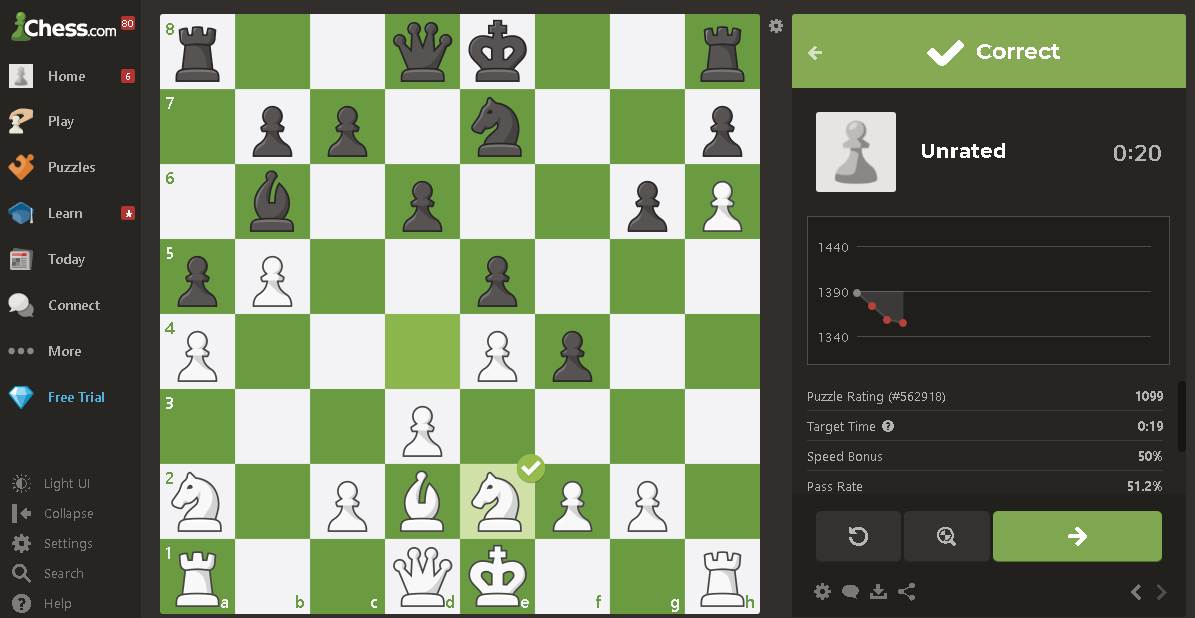 Chess.com 80
Home 6
Play
Puzzles
Learn
Today
Connect
More
Free Trial
Light UI
Collapse
Settings
Search
Help
8
7
6
5
4
3
2
1
a b c d e f g h
Correct
Unrated 0:20
1440
1390
1340
Puzzle Rating (#562918) 1099
Target Time ? 0:19
Speed Bonus 50%
Pass Rate 51.2%